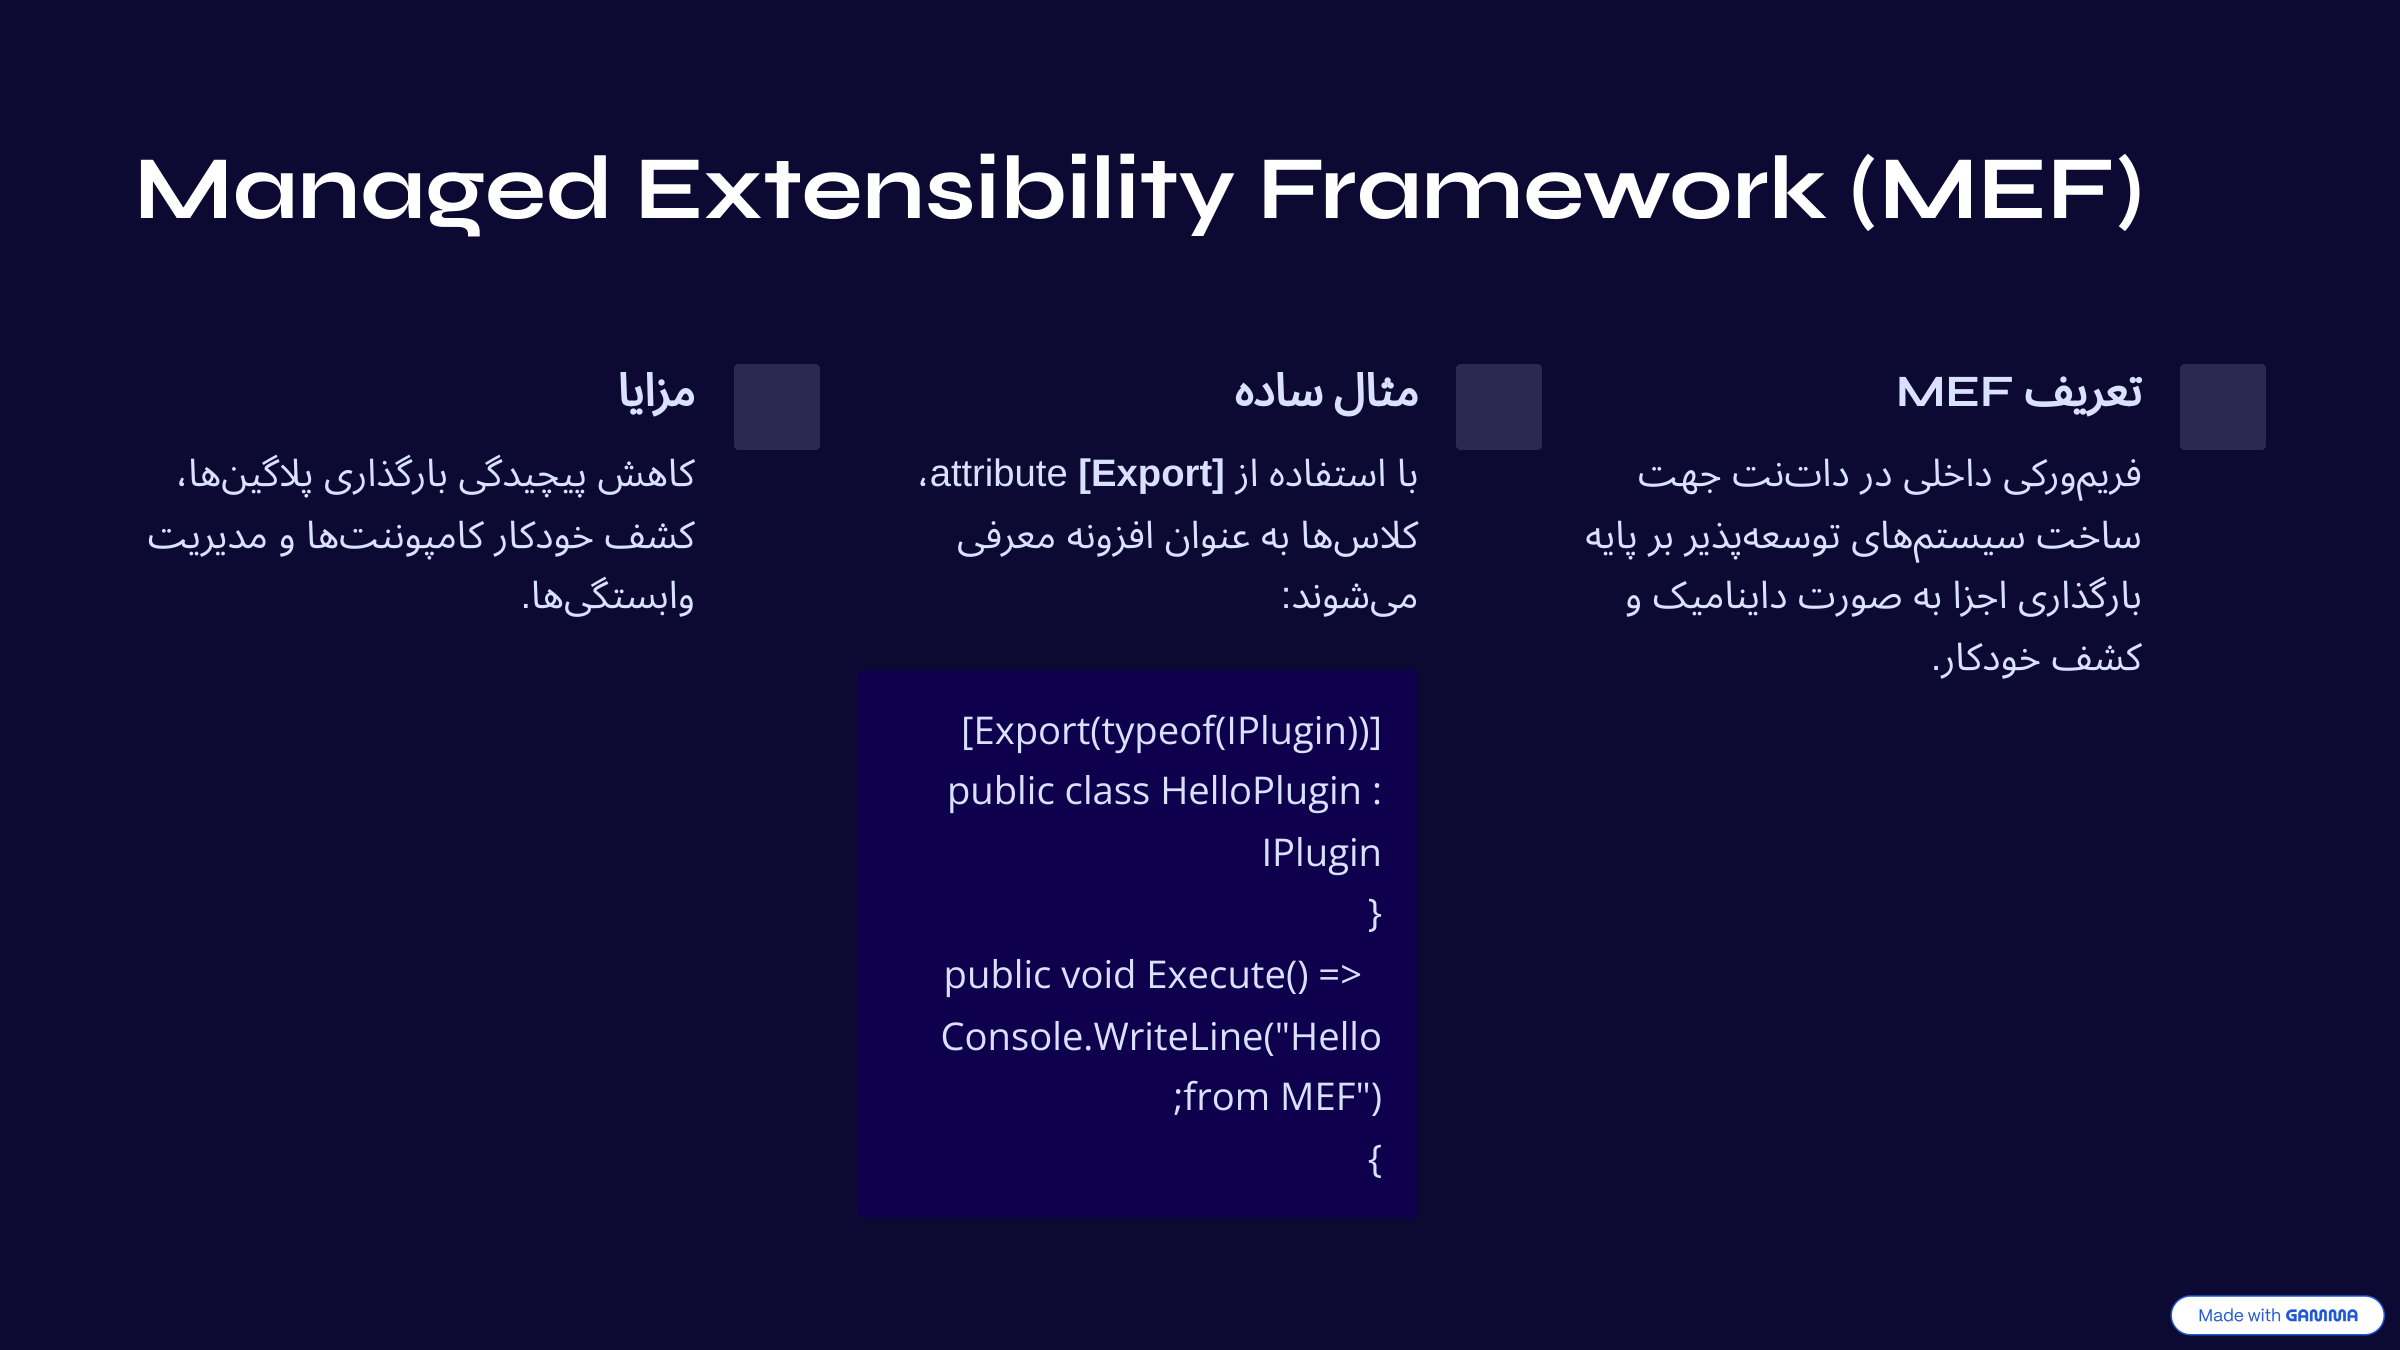 Managed Extensibility Framework (MEF)
تعریف MEF
فریم‌ورکی داخلی در دات‌نت جهت
ساخت سیستم‌های توسعه‌پذیر بر پایه
بارگذاری اجزا به صورت داینامیک و
کشف خودکار.
مثال ساده
با استفاده از attribute [Export]،
کلاس‌ها به عنوان افزونه معرفی
می‌شوند:
[Export(typeof(IPlugin))]
public class HelloPlugin :
IPlugin
{
public void Execute() =>
Console.WriteLine("Hello
from MEF");
}
مزایا
کاهش پیچیدگی بارگذاری پلاگین‌ها،
کشف خودکار کامپوننت‌ها و مدیریت
وابستگی‌ها.
Made with GAMMA